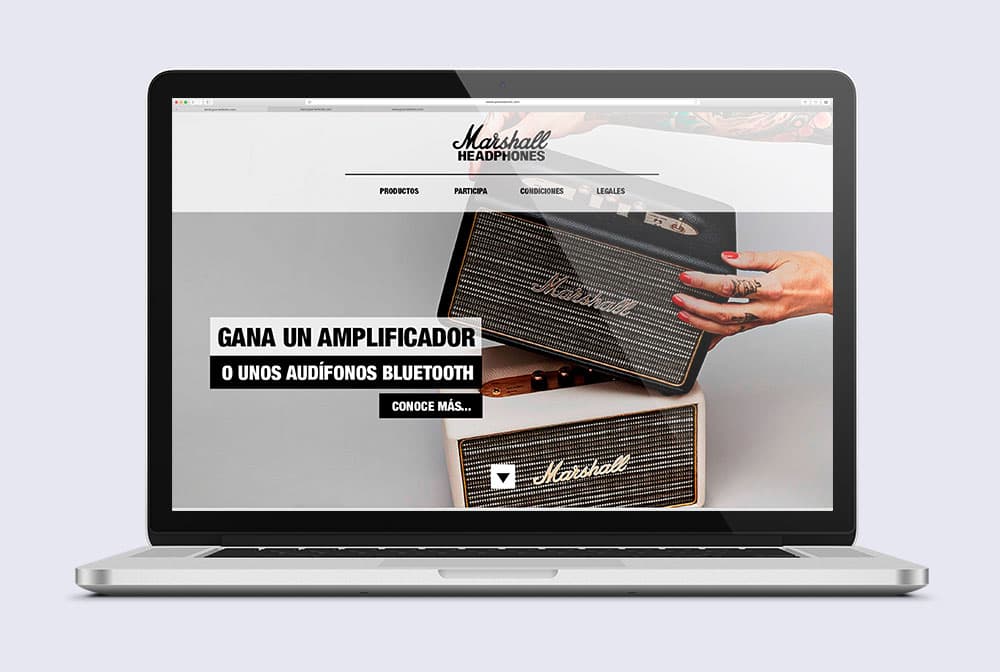 Marshall
HEADPHONES
PRODUCTOS PARTICIPA CONDICIONES LEGALES
Marshall
GANA UN AMPLIFICADOR
O UNOS AUDÍFONOS BLUETOOTH
CONOCE MÁS...
Marshall